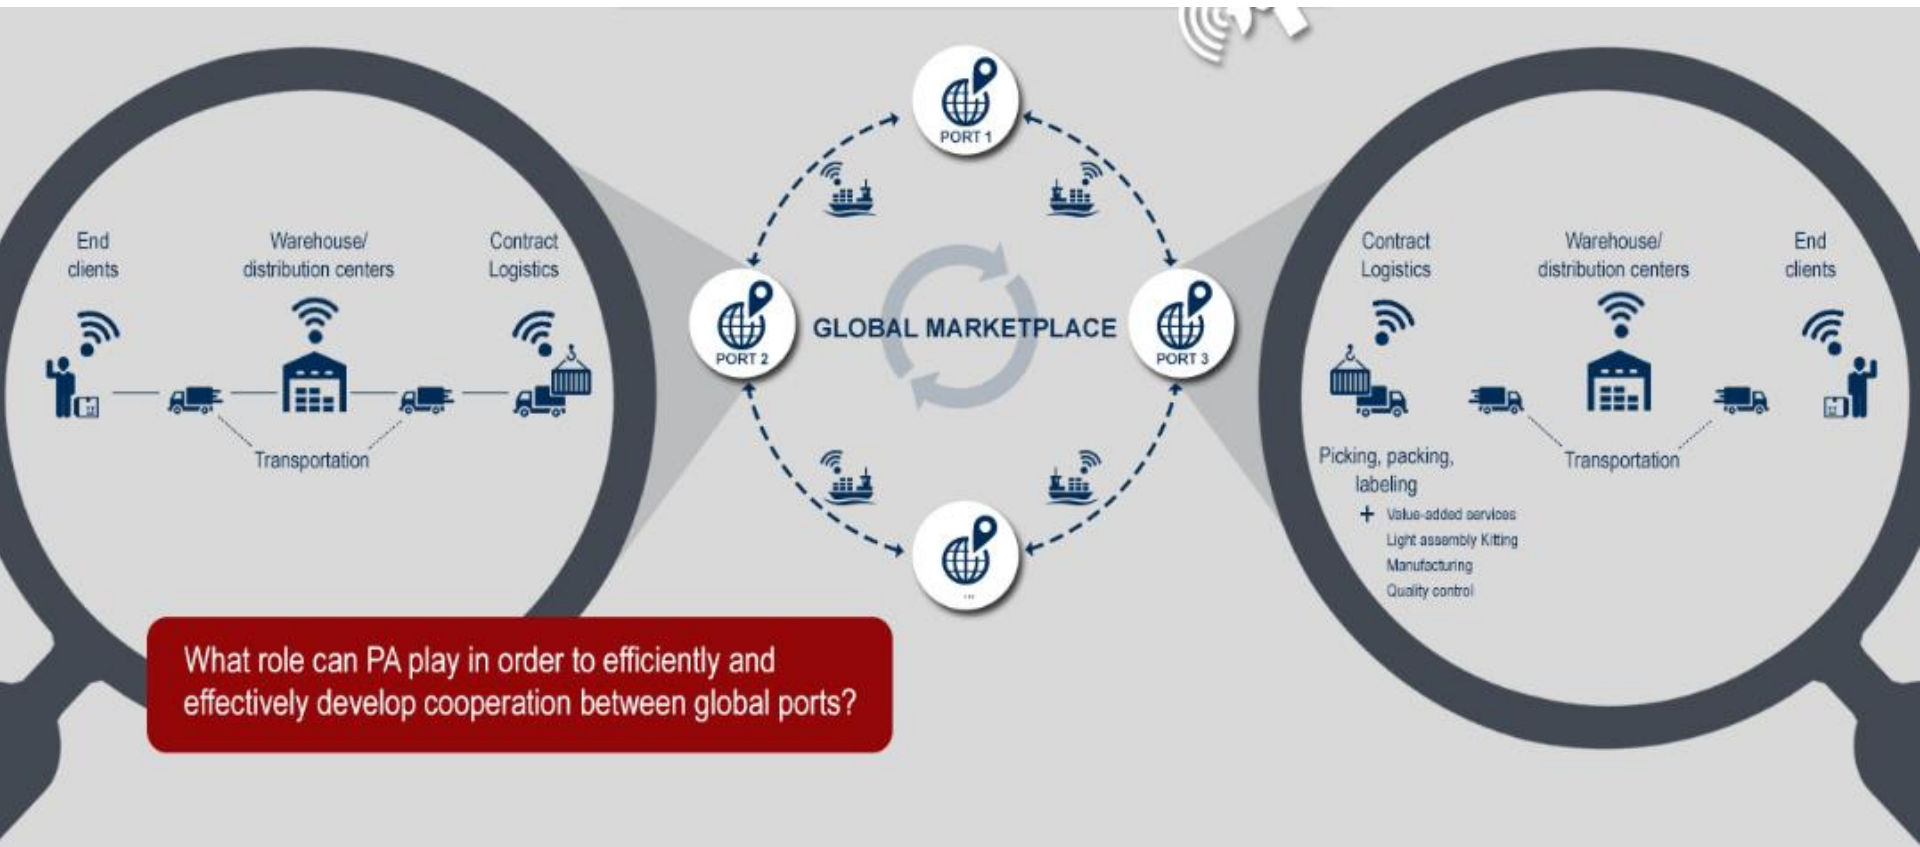 PORT 1
End
clients
Warehouse/
distribution centers
Contract
Logistics
Transportation
PORT 2
GLOBAL MARKETPLACE
PORT 3
...
Contract
Logistics
Warehouse/
distribution centers
End
clients
Picking, packing,
labeling
+ Value-added services
Light assembly Kitting
Manufacturing
Quality control
Transportation
What role can PA play in order to efficiently and
effectively develop cooperation between global ports?